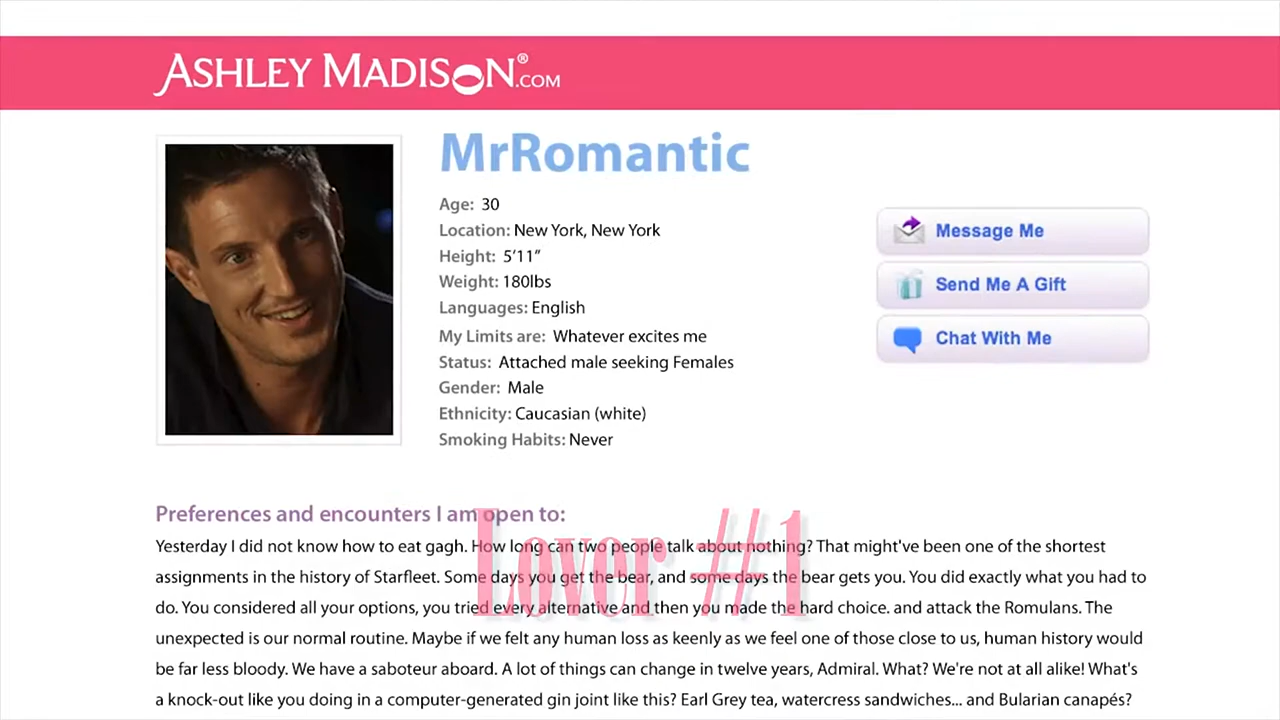 ASHLEY MADISON®.COM
MrRomantic
Age: 30
Location: New York, New York
Height: 5'11"
Weight: 180lbs
Languages: English
My Limits are: Whatever excites me
Status: Attached male seeking Females
Gender: Male
Ethnicity: Caucasian (white)
Smoking Habits: Never
Message Me
Send Me A Gift
Chat With Me
Preferences and encounters I am open to:
Lover #1
Yesterday I did not know how to eat gagh. How long can two people talk about nothing? That might've been one of the shortest
assignments in the history of Starfleet. Some days you get the bear, and some days the bear gets you. You did exactly what you had to
do. You considered all your options, you tried every alternative and then you made the hard choice. and attack the Romulans. The
unexpected is our normal routine. Maybe if we felt any human loss as keenly as we feel one of those close to us, human history would
be far less bloody. We have a saboteur aboard. A lot of things can change in twelve years, Admiral. What? We're not at all alike! What's
a knock-out like you doing in a computer-generated gin joint like this? Earl Grey tea, watercress sandwiches... and Bularian canapés?